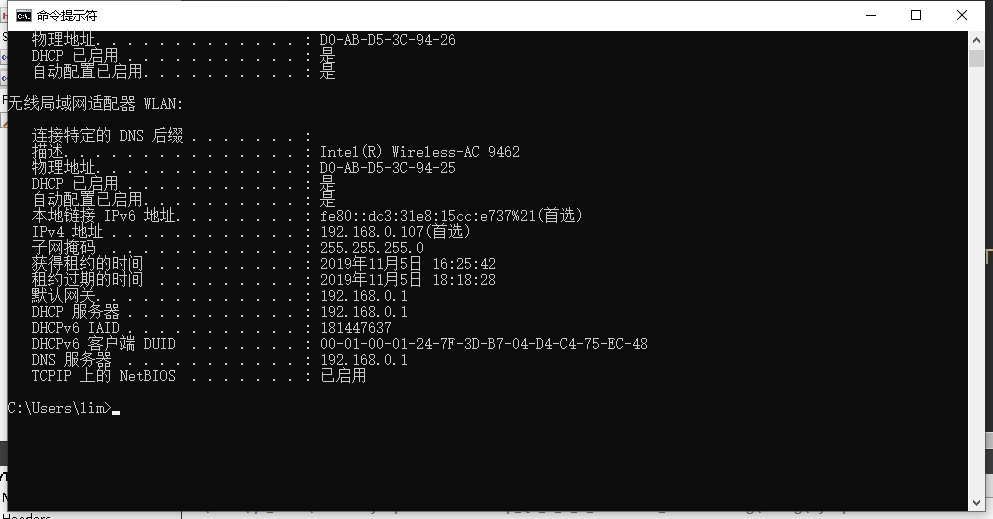 命令提示符
物理地址. . . . . . . . . . . . . : D0-AB-D5-3C-94-26
DHCP 已启用 . . . . . . . . . . . : 是
自动配置已启用. . . . . . . . . . : 是
无线局域网适配器 WLAN:
连接特定的 DNS 后缀 . . . . . . . :
描述. . . . . . . . . . . . . . . : Intel(R) Wireless-AC 9462
物理地址. . . . . . . . . . . . . : D0-AB-D5-3C-94-25
DHCP 已启用 . . . . . . . . . . . : 是
自动配置已启用. . . . . . . . . . : 是
本地链接 IPv6 地址. . . . . . . . : fe80::dc3:31e8:15cc:e737%21(首选)
IPv4 地址 . . . . . . . . . . . . : 192.168.0.107(首选)
子网掩码  . . . . . . . . . . . . : 255.255.255.0
获得租约的时间  . . . . . . . . . : 2019年11月5日 16:25:42
租约过期的时间  . . . . . . . . . : 2019年11月5日 18:18:28
默认网关. . . . . . . . . . . . . : 192.168.0.1
DHCP 服务器 . . . . . . . . . . . : 192.168.0.1
DHCPv6 IAID . . . . . . . . . . . : 181447637
DHCPv6 客户端 DUID  . . . . . . . : 00-01-00-01-24-7F-3D-B7-04-D4-C4-75-EC-48
DNS 服务器  . . . . . . . . . . . : 192.168.0.1
TCPIP 上的 NetBIOS  . . . . . . . : 已启用
C:\Users\lim>